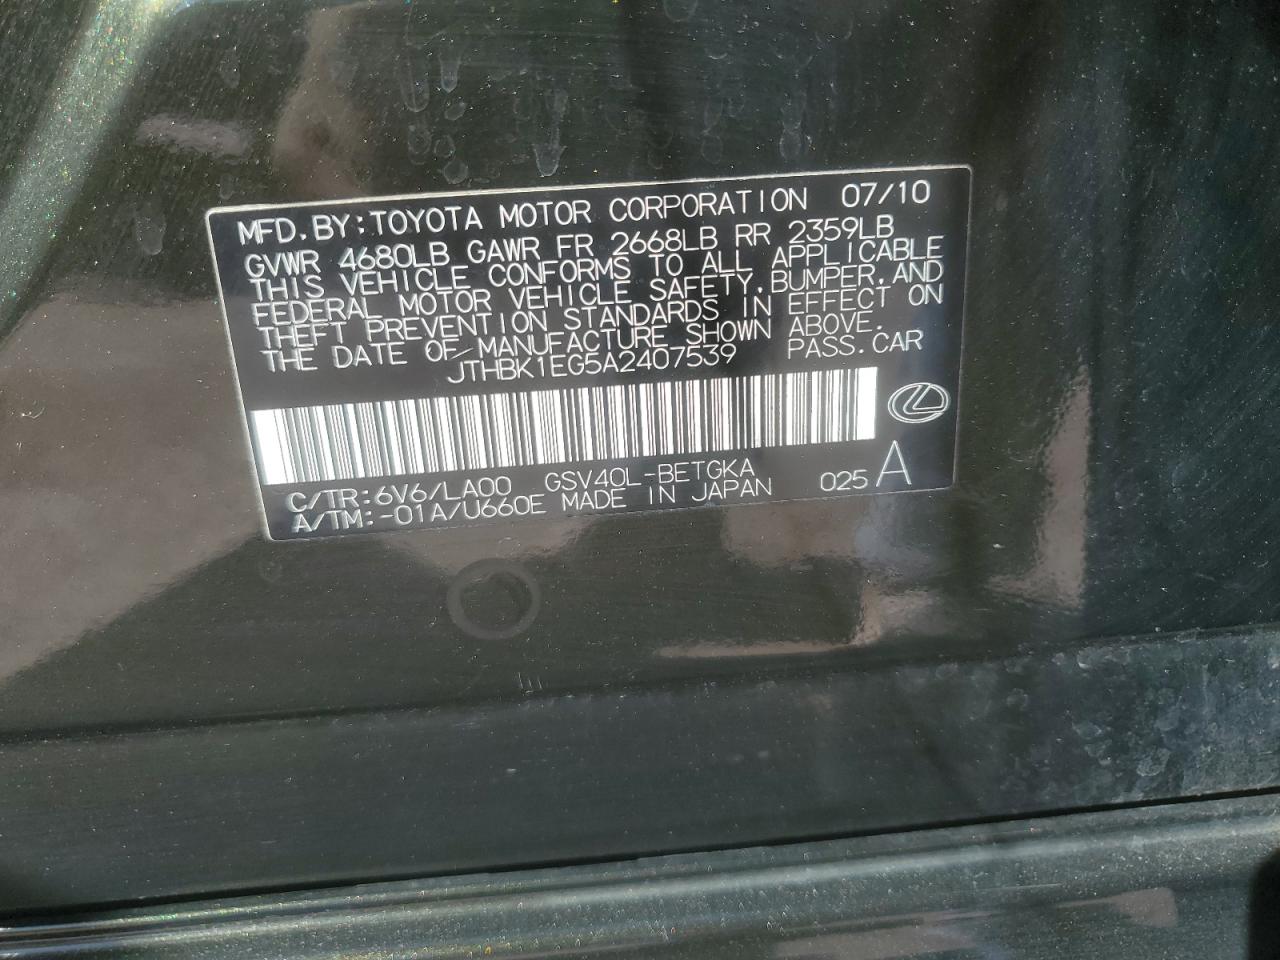 MFD. BY: TOYOTA MOTOR CORPORATION 07/10
GVWR 4680LB GAWR FR 2668LB RR 2359LB
THIS VEHICLE CONFORMS TO ALL APPLICABLE
FEDERAL MOTOR VEHICLE SAFETY, BUMPER, AND
THEFT PREVENTION STANDARDS IN EFFECT ON
THE DATE OF MANUFACTURE SHOWN ABOVE.
JTHBK1EG5A2407539 PASS. CAR
C/TR: 6V6/LA00 GSV40L-BETGKA
A/TM: -01A/U660E MADE IN JAPAN 025 A